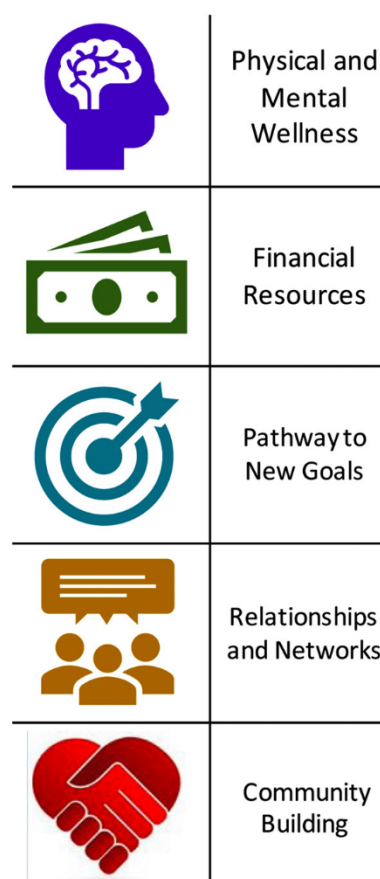 Physical and
Mental
Wellness
Financial
Resources
Pathway to
New Goals
Relationships
and Networks
Community
Building